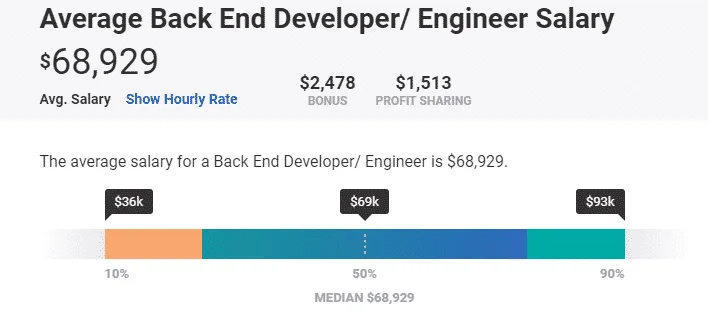 Average Back End Developer/ Engineer Salary
$68,929
Avg. Salary Show Hourly Rate
$2,478 $1,513
BONUS PROFIT SHARING
The average salary for a Back End Developer/ Engineer is $68,929.
$36k $69k $93k
10% 50% 90%
MEDIAN $68,929